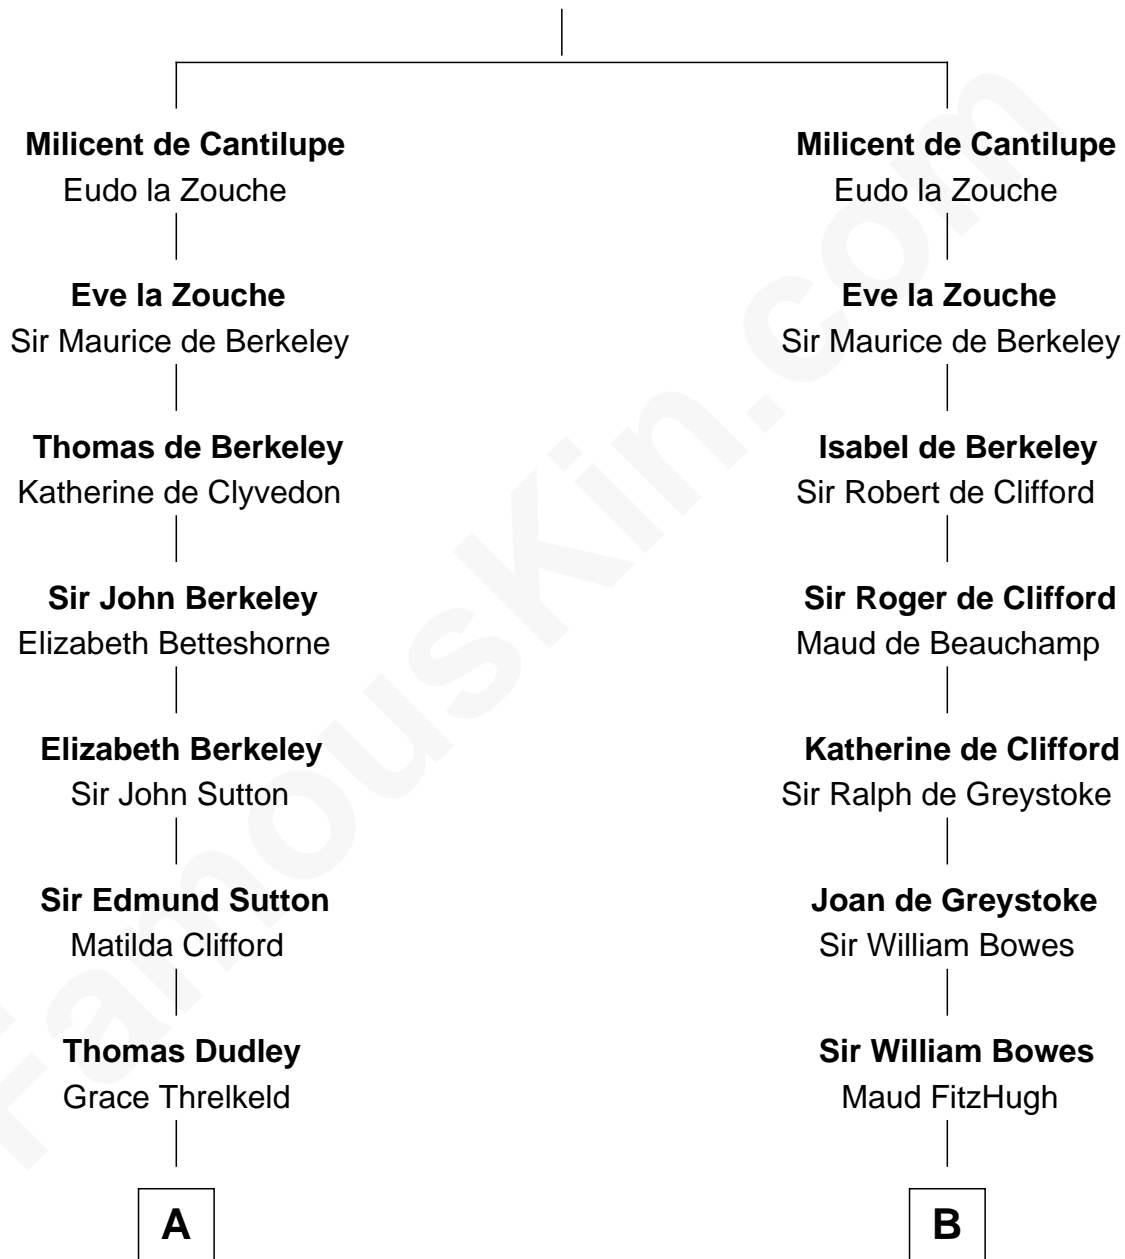 Milicent de Cantilupe
Eudo la Zouche
Eve la Zouche
Sir Maurice de Berkeley
Thomas de Berkeley
Katherine de Clyvedon
Sir John Berkeley
Elizabeth Betteshorne
Elizabeth Berkeley
Sir John Sutton
Sir Edmund Sutton
Matilda Clifford
Thomas Dudley
Grace Threlkeld
A
Milicent de Cantilupe
Eudo la Zouche
Eve la Zouche
Sir Maurice de Berkeley
Isabel de Berkeley
Sir Robert de Clifford
Sir Roger de Clifford
Maud de Beauchamp
Katherine de Clifford
Sir Ralph de Greystoke
Joan de Greystoke
Sir William Bowes
Sir William Bowes
Maud FitzHugh
B
FamousKin.com